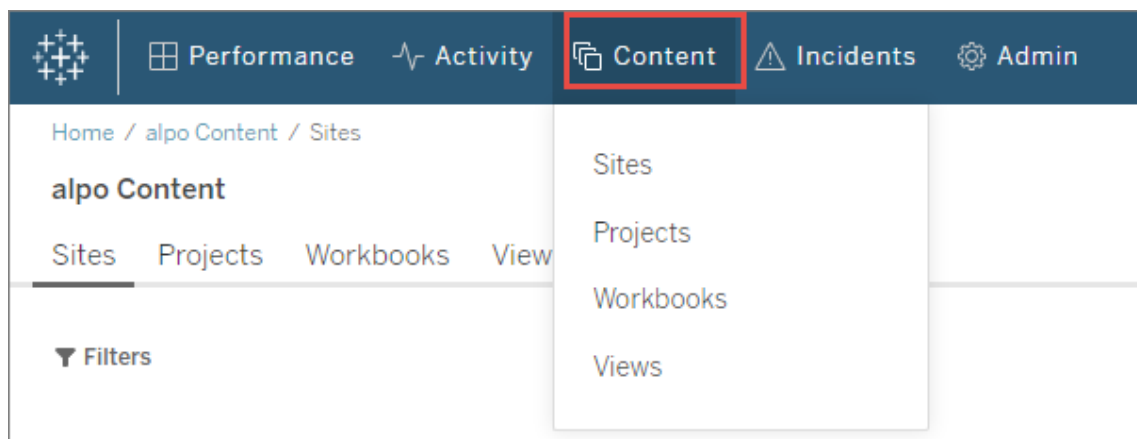 Performance Activity Content Incidents Admin
Home / alpo Content / Sites
alpo Content
Sites Projects Workbooks View
Filters
Sites
Projects
Workbooks
Views